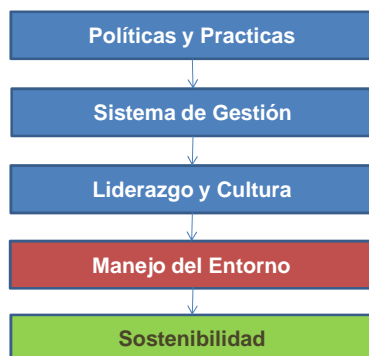 Políticas y Practicas
Sistema de Gestión
Liderazgo y Cultura
Manejo del Entorno
Sostenibilidad